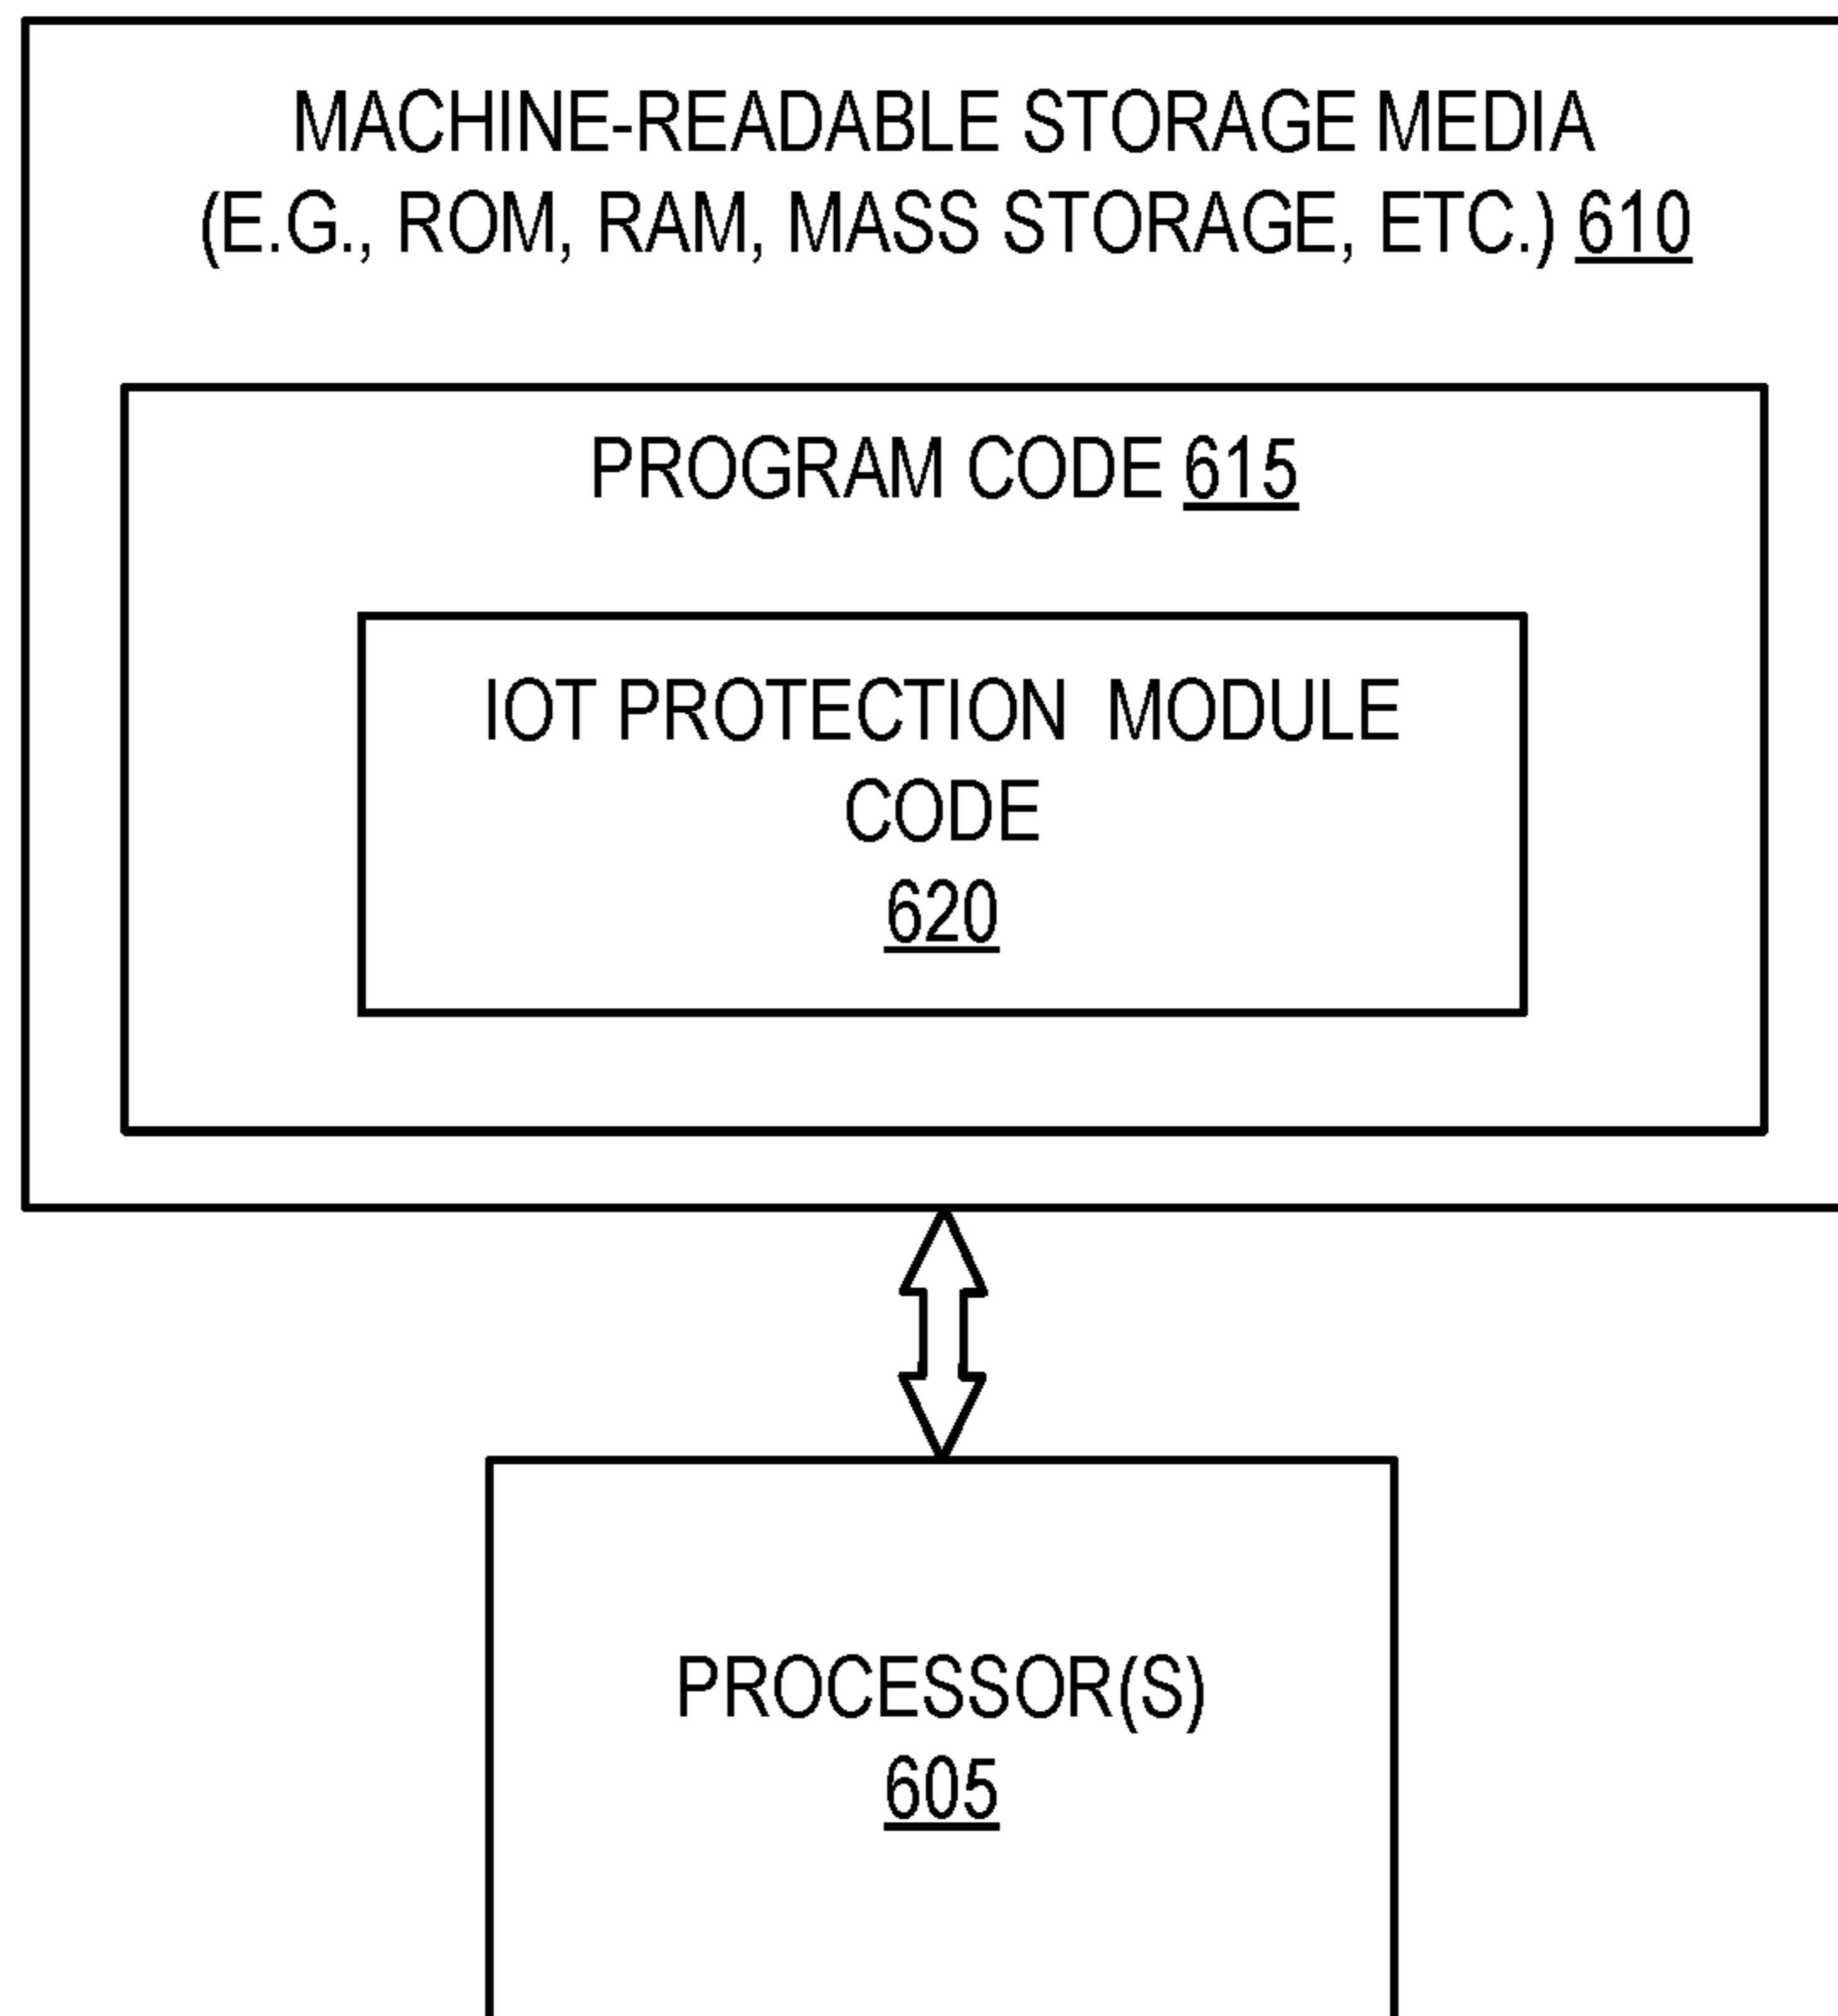 MACHINE-READABLE STORAGE MEDIA
(E.G., ROM, RAM, MASS STORAGE, ETC.) 610
PROGRAM CODE 615
IOT PROTECTION MODULE
CODE
620
PROCESSOR(S)
605